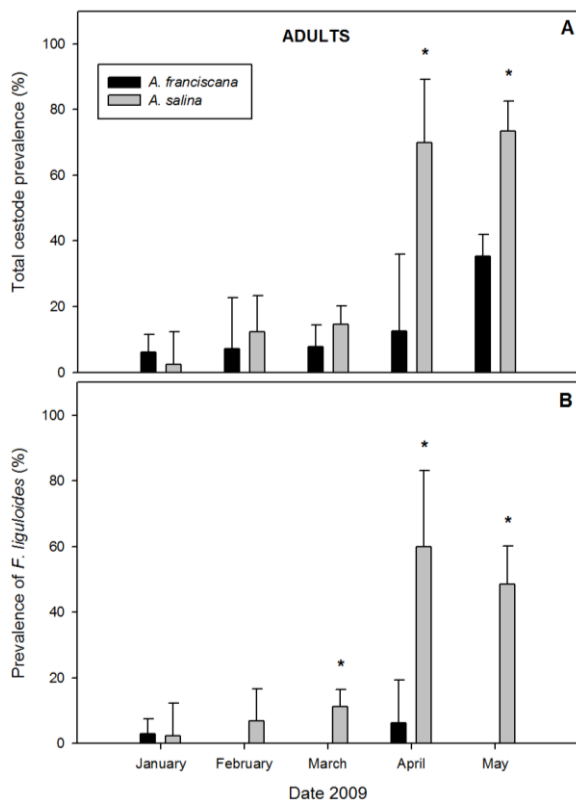 ADULTS
A
A. franciscana
A. salina
Total cestode prevalence (%)
100
80
60
40
20
0
*
*
B
Prevalence of F. liguloides (%)
100
80
60
40
20
0
*
*
*
January February March April May
Date 2009